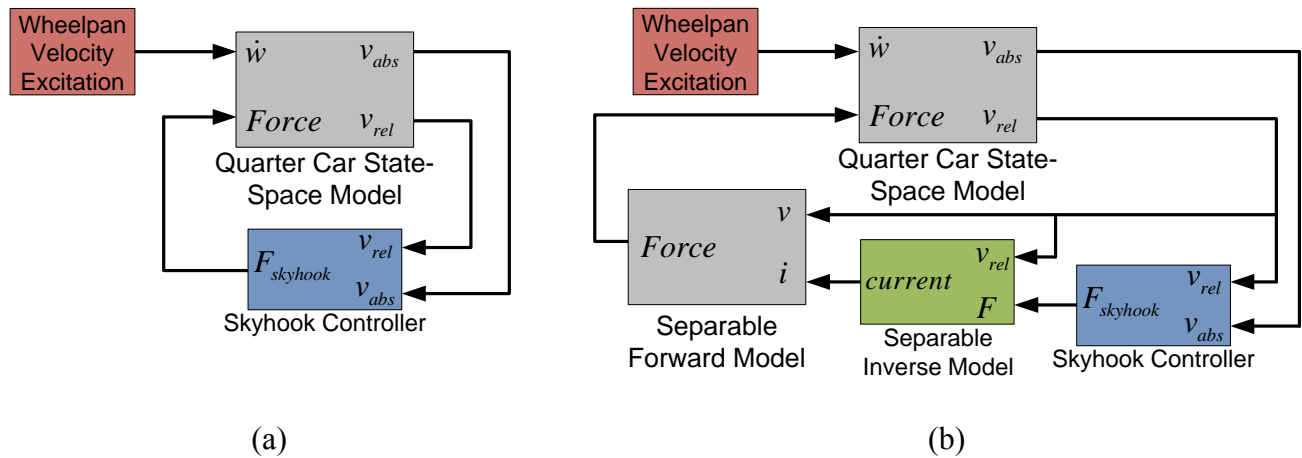 Wheelpan
Velocity
Excitation
ẇ
v_abs
Force
v_rel
Quarter Car State-
Space Model
F_skyhook
v_rel
v_abs
Skyhook Controller
(a)
Wheelpan
Velocity
Excitation
ẇ
v_abs
Force
v_rel
Quarter Car State-
Space Model
Force
v
i
Separable
Forward Model
current
v_rel
F
Separable
Inverse Model
F_skyhook
v_rel
v_abs
Skyhook Controller
(b)